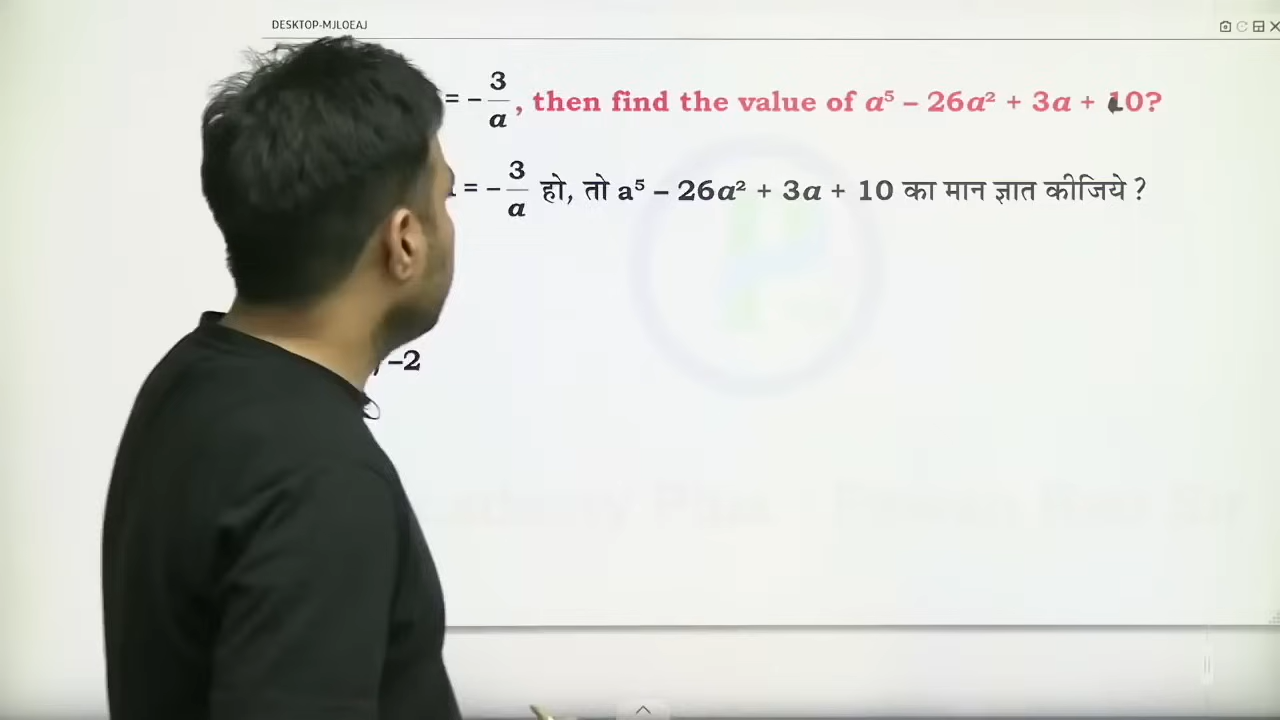 DESKTOP-MJLOEAJ
= − 3/a, then find the value of a⁵ − 26a² + 3a + 10?
= − 3/a हो, तो a⁵ − 26a² + 3a + 10 का मान ज्ञात कीजिये ?
−2